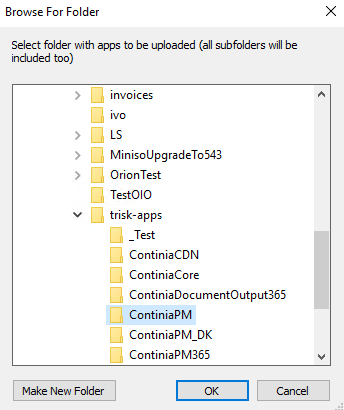 Browse For Folder
Select folder with apps to be uploaded (all subfolders will be
included too)
invoices
ivo
LS
MinisoUpgradeTo543
OrionTest
TestOIO
trisk-apps
_Test
ContiniaCDN
ContiniaCore
ContiniaDocumentOutput365
ContiniaPM
ContiniaPM_DK
ContiniaPM365
Make New Folder
OK
Cancel